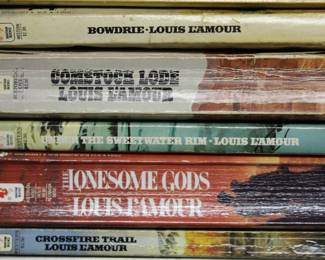 BOWDRIE · LOUIS L'AMOUR
COMSTOCK LODE
LOUIS L'AMOUR
THE SWEETWATER RIM · LOUIS L'AMOUR
THE LONESOME GODS
LOUIS L'AMOUR
CROSSFIRE TRAIL
LOUIS L'AMOUR